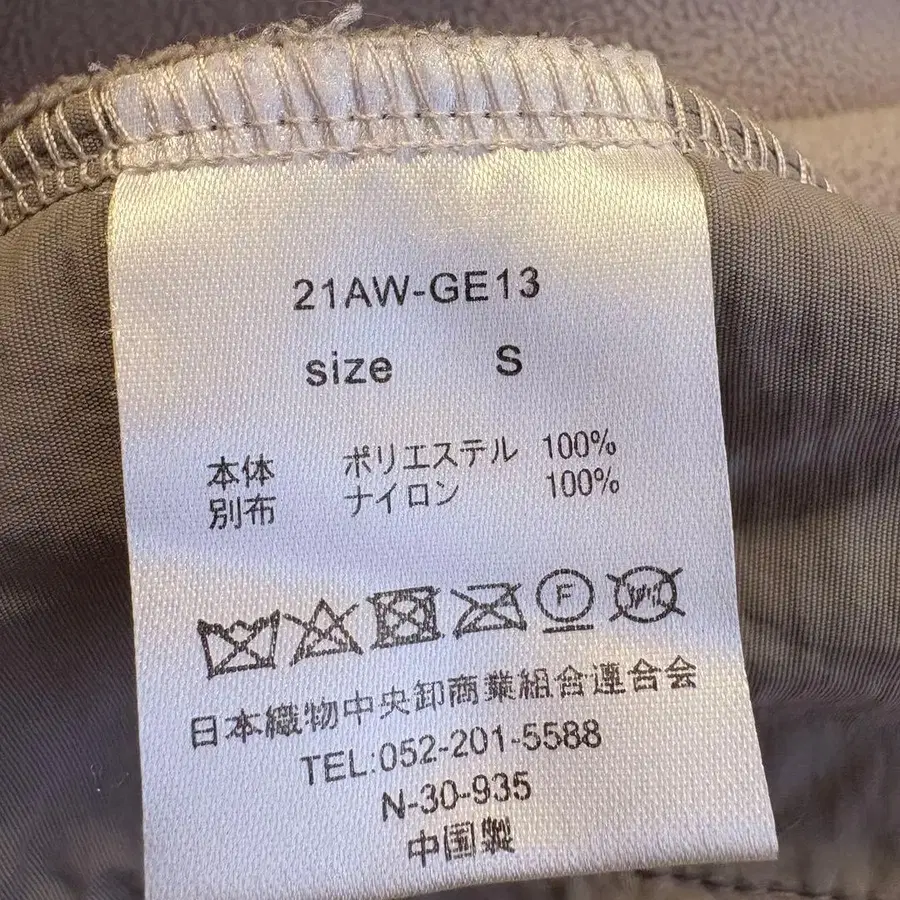 21AW-GE13
size S
本体 ポリエステル 100%
別布 ナイロン 100%
F
日本織物中央卸商業組合連合会
TEL:052-201-5588
N-30-935
中国製